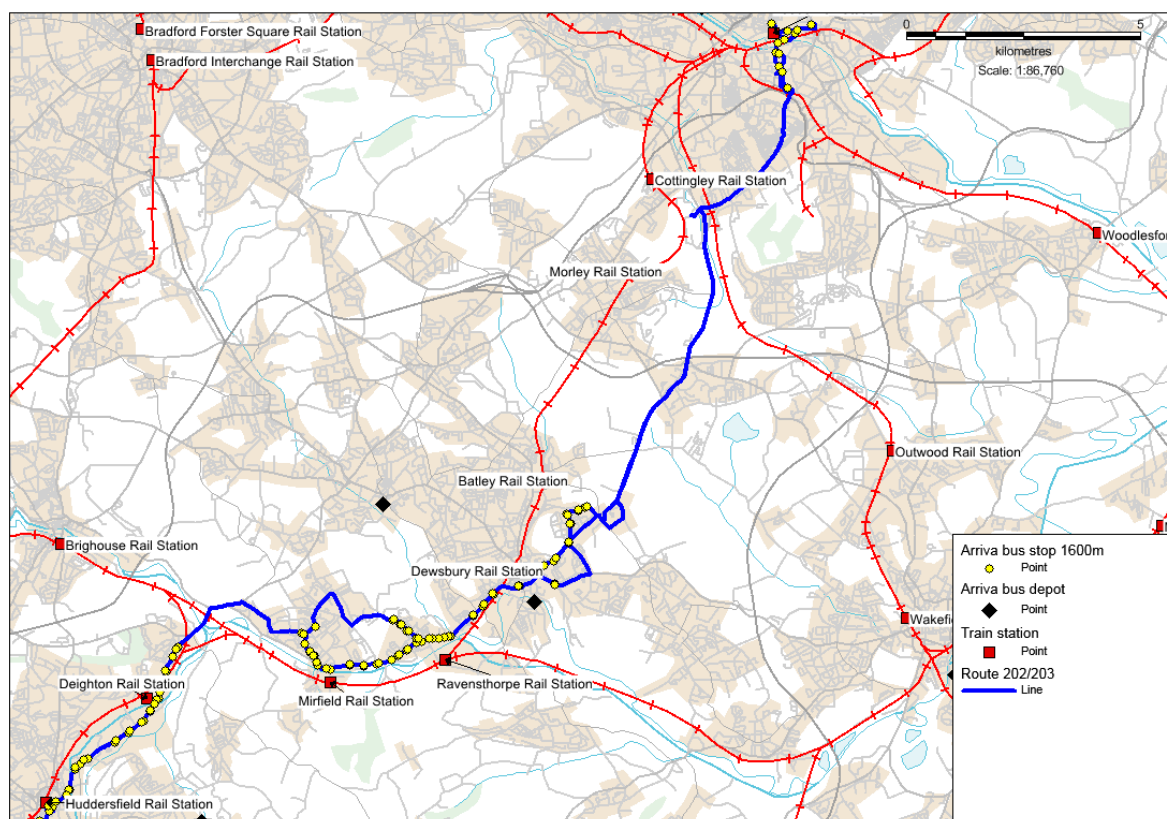 Bradford Forster Square Rail Station
0
5
kilometres
Scale: 1:86,760
Bradford Interchange Rail Station
Cottingley Rail Station
Woodlesfor
Morley Rail Station
Outwood Rail Station
Batley Rail Station
Brighouse Rail Station
Dewsbury Rail Station
Wakefie
Deighton Rail Station
Mirfield Rail Station
Ravensthorpe Rail Station
Huddersfield Rail Station
Arriva bus stop 1600m
Point
Arriva bus depot
Point
Train station
Point
Route 202/203
Line